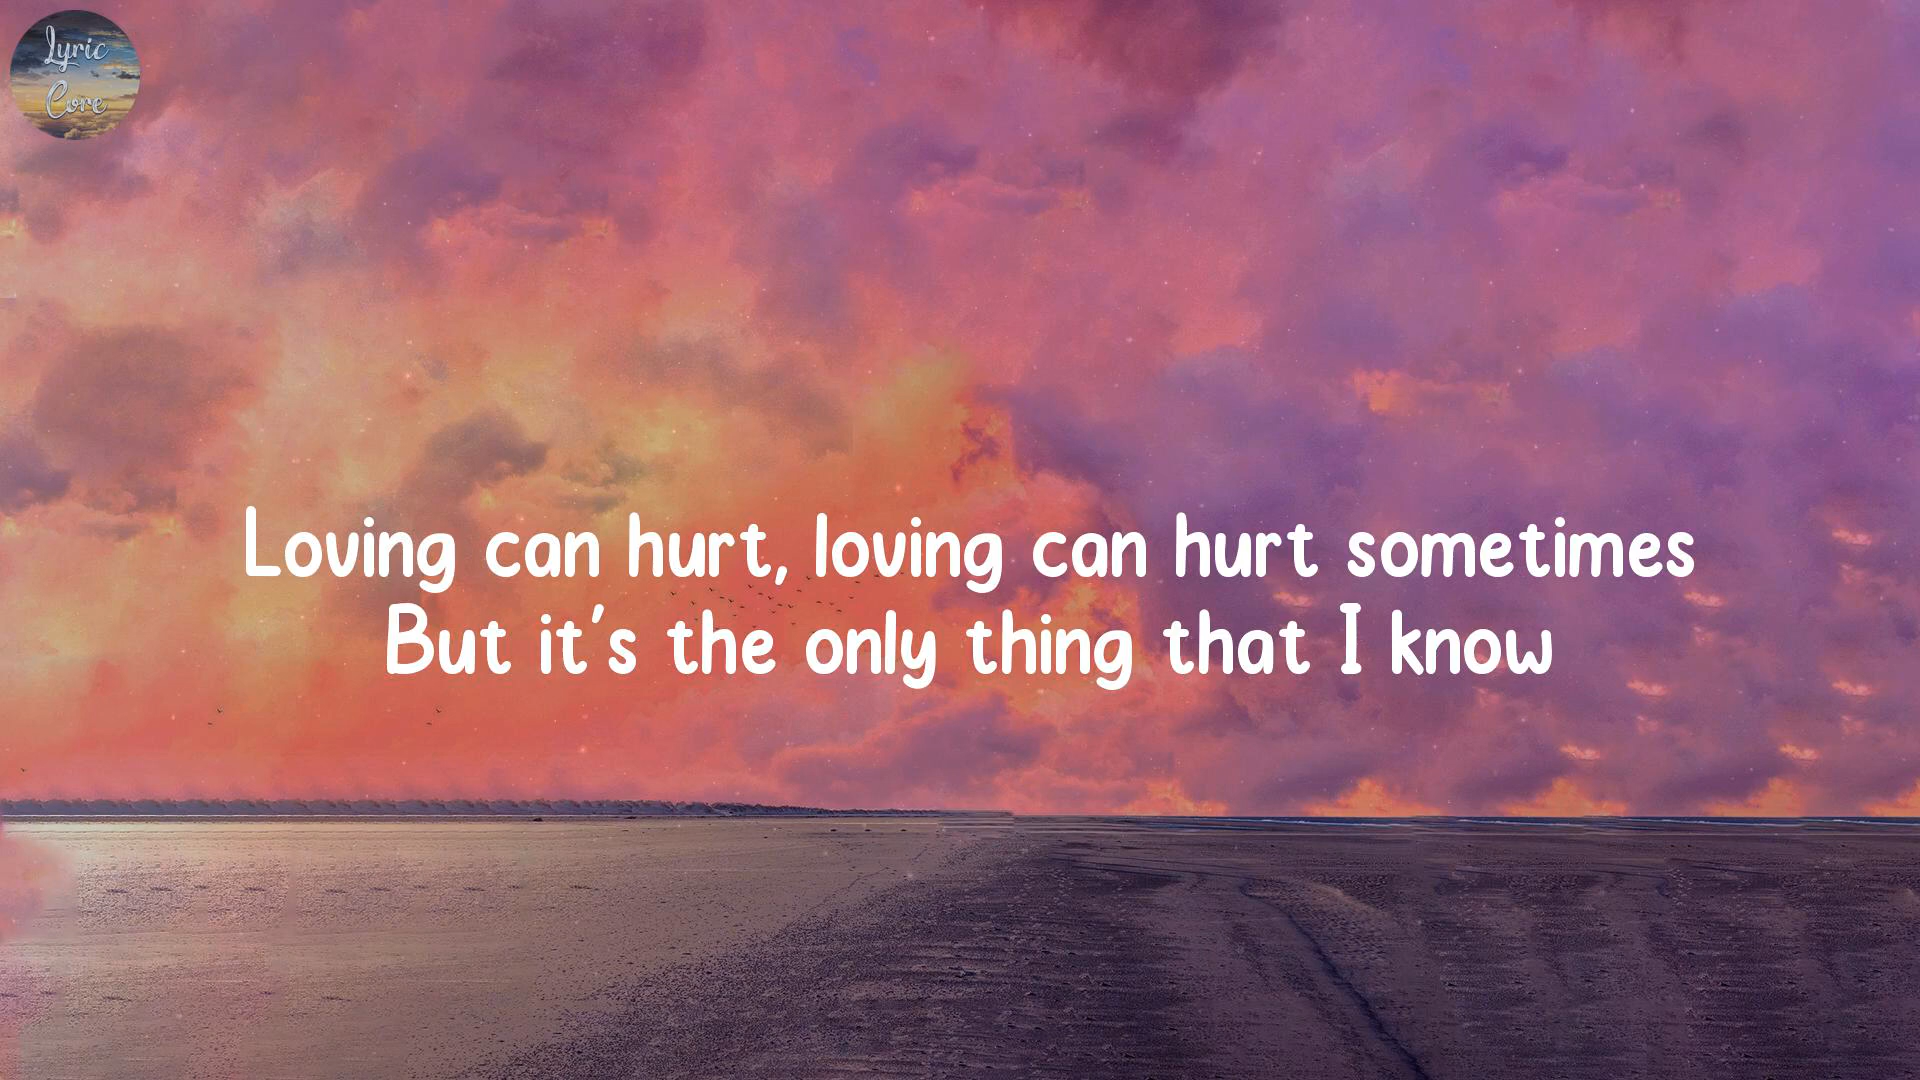 Lyric
Core
Loving can hurt, loving can hurt sometimes
But it's the only thing that I know